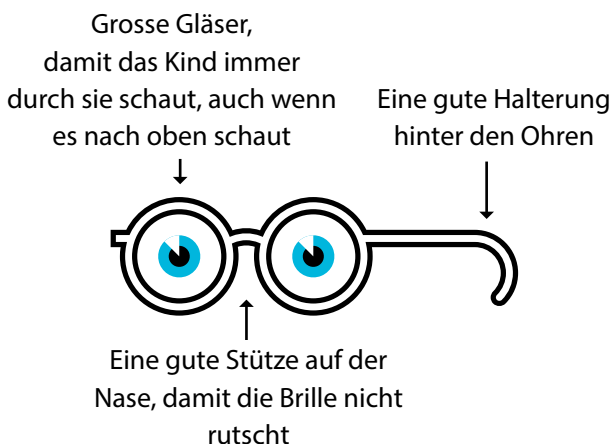 Grosse Gläser,
damit das Kind immer
durch sie schaut, auch wenn
es nach oben schaut
Eine gute Halterung
hinter den Ohren
Eine gute Stütze auf der
Nase, damit die Brille nicht
rutscht